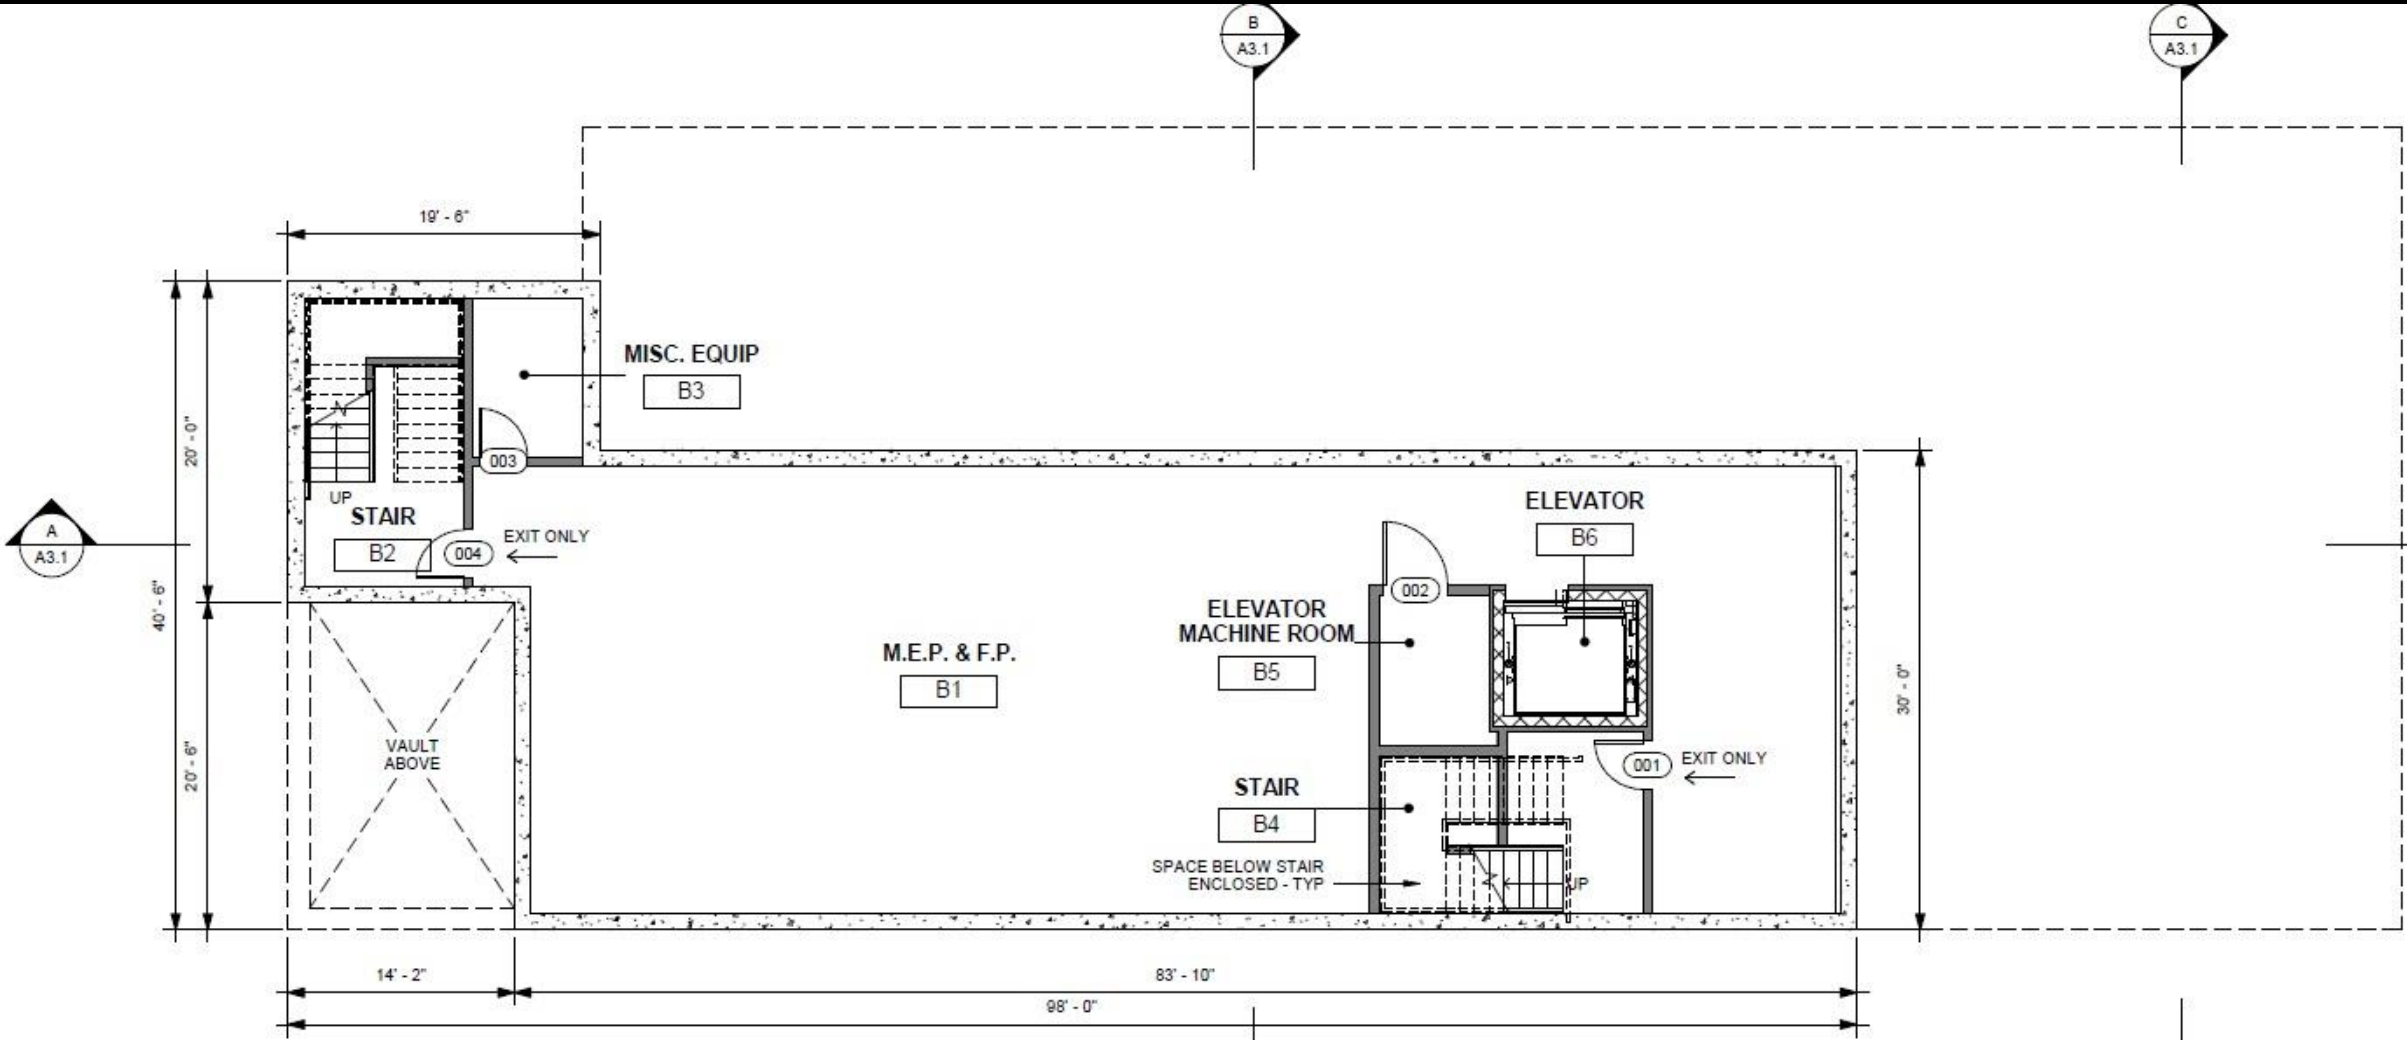 B
A3.1
C
A3.1
19' - 6"
MISC. EQUIP
B3
003
20' - 0"
UP
STAIR
B2
004
EXIT ONLY
A
A3.1
40' - 6"
ELEVATOR
B6
002
ELEVATOR
MACHINE ROOM
B5
M.E.P. & F.P.
B1
30' - 0"
VAULT
ABOVE
20' - 6"
001
EXIT ONLY
STAIR
B4
SPACE BELOW STAIR
ENCLOSED - TYP
UP
14' - 2"
83' - 10"
98' - 0"